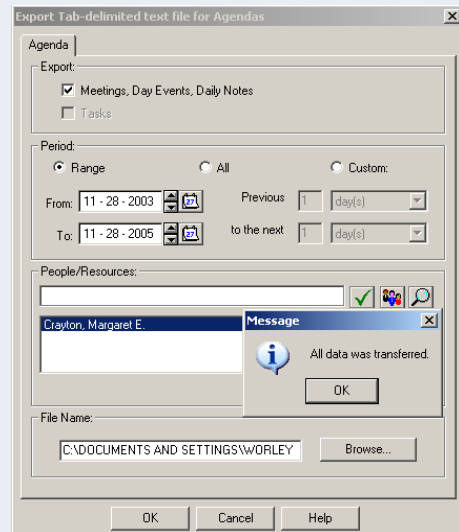 Export Tab-delimited text file for Agendas
Agenda
Export:
Meetings, Day Events, Daily Notes
Tasks
Period:
Range All Custom:
From: 11 - 28 - 2003 27 Previous 1 day(s)
To: 11 - 28 - 2005 27 to the next 1 day(s)
People/Resources:
Crayton, Margaret E.
Message
All data was transferred.
OK
File Name:
C:\DOCUMENTS AND SETTINGS\WORLEY Browse...
OK Cancel Help